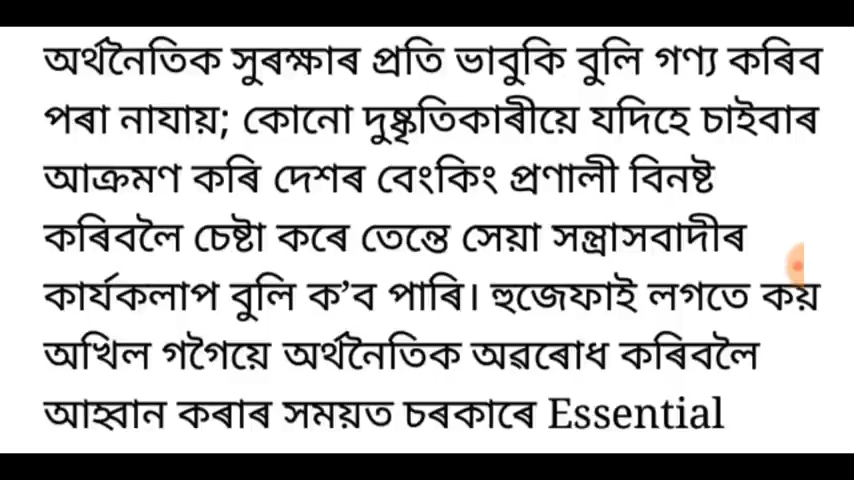 অৰ্থনৈতিক সুৰক্ষাৰ প্ৰতি ভাবুকি বুলি গণ্য কৰিব
পৰা নাযায়; কোনো দুষ্কৃতিকাৰীয়ে যদিহে চাইবাৰ
আক্ৰমণ কৰি দেশৰ বেংকিং প্ৰণালী বিনষ্ট
কৰিবলৈ চেষ্টা কৰে তেন্তে সেয়া সন্ত্ৰাসবাদীৰ
কাৰ্যকলাপ বুলি ক’ব পাৰি। হুজেফাই লগতে কয়
অখিল গগৈয়ে অৰ্থনৈতিক অৱৰোধ কৰিবলৈ
আহ্বান কৰাৰ সময়ত চৰকাৰে Essential